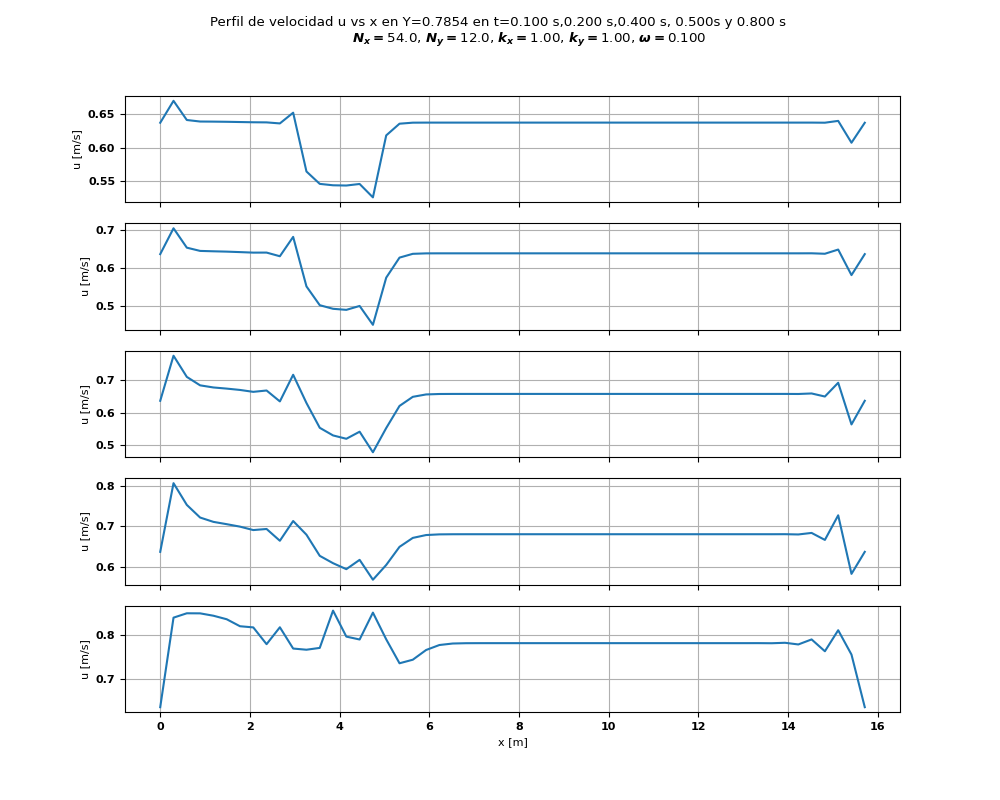 Perfil de velocidad u vs x en Y=0.7854 en t=0.100 s,0.200 s,0.400 s, 0.500s y 0.800 s
Nx = 54.0, Ny = 12.0, kx = 1.00, ky = 1.00, ω = 0.100
0.65
0.60
0.55
u [m/s]
0.7
0.6
0.5
u [m/s]
0.7
0.6
0.5
u [m/s]
0.8
0.7
0.6
u [m/s]
0.8
0.7
u [m/s]
0 2 4 6 8 10 12 14 16
x [m]